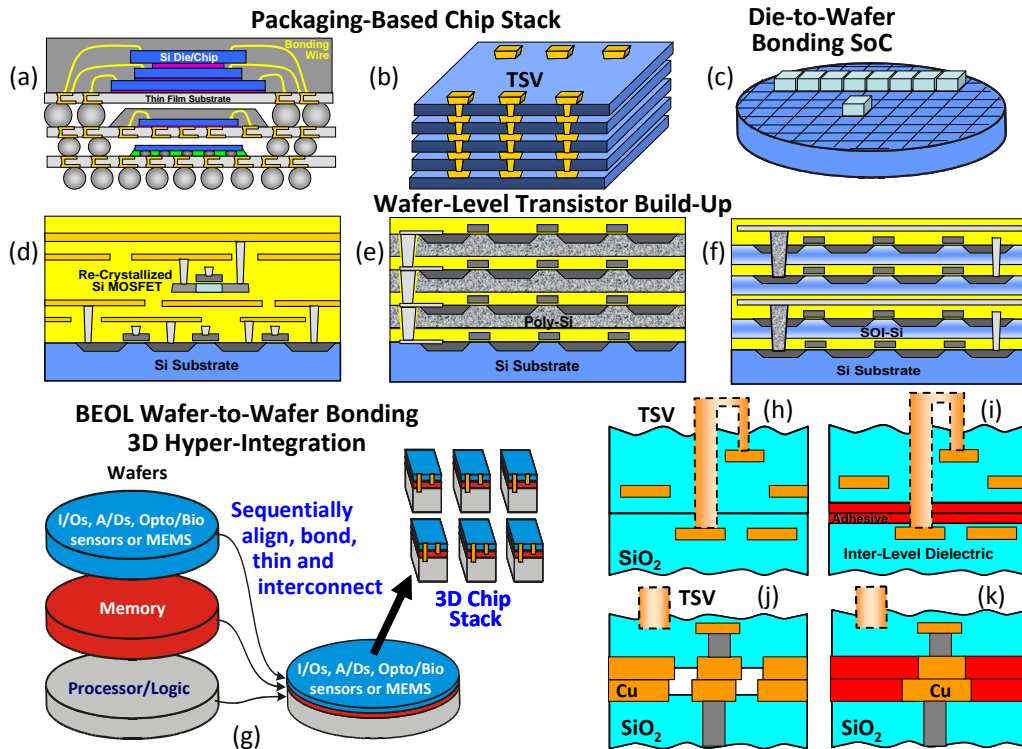 Packaging-Based Chip Stack
Die-to-Wafer
Bonding SoC
(a)
Bonding
Wire
Si Die/Chip
Thin Film Substrate
(b)
TSV
(c)
Wafer-Level Transistor Build-Up
(d)
Re-Crystallized
Si MOSFET
Si Substrate
(e)
Poly-Si
Si Substrate
(f)
SOI-Si
Si Substrate
BEOL Wafer-to-Wafer Bonding
3D Hyper-Integration
Wafers
I/Os, A/Ds, Opto/Bio
sensors or MEMS
Memory
Processor/Logic
Sequentially
align, bond,
thin and
interconnect
3D Chip
Stack
I/Os, A/Ds, Opto/Bio
sensors or MEMS
(g)
TSV
(h)
SiO2
(i)
Adhesive
Inter-Level Dielectric
TSV
(j)
Cu
SiO2
(k)
Cu
SiO2